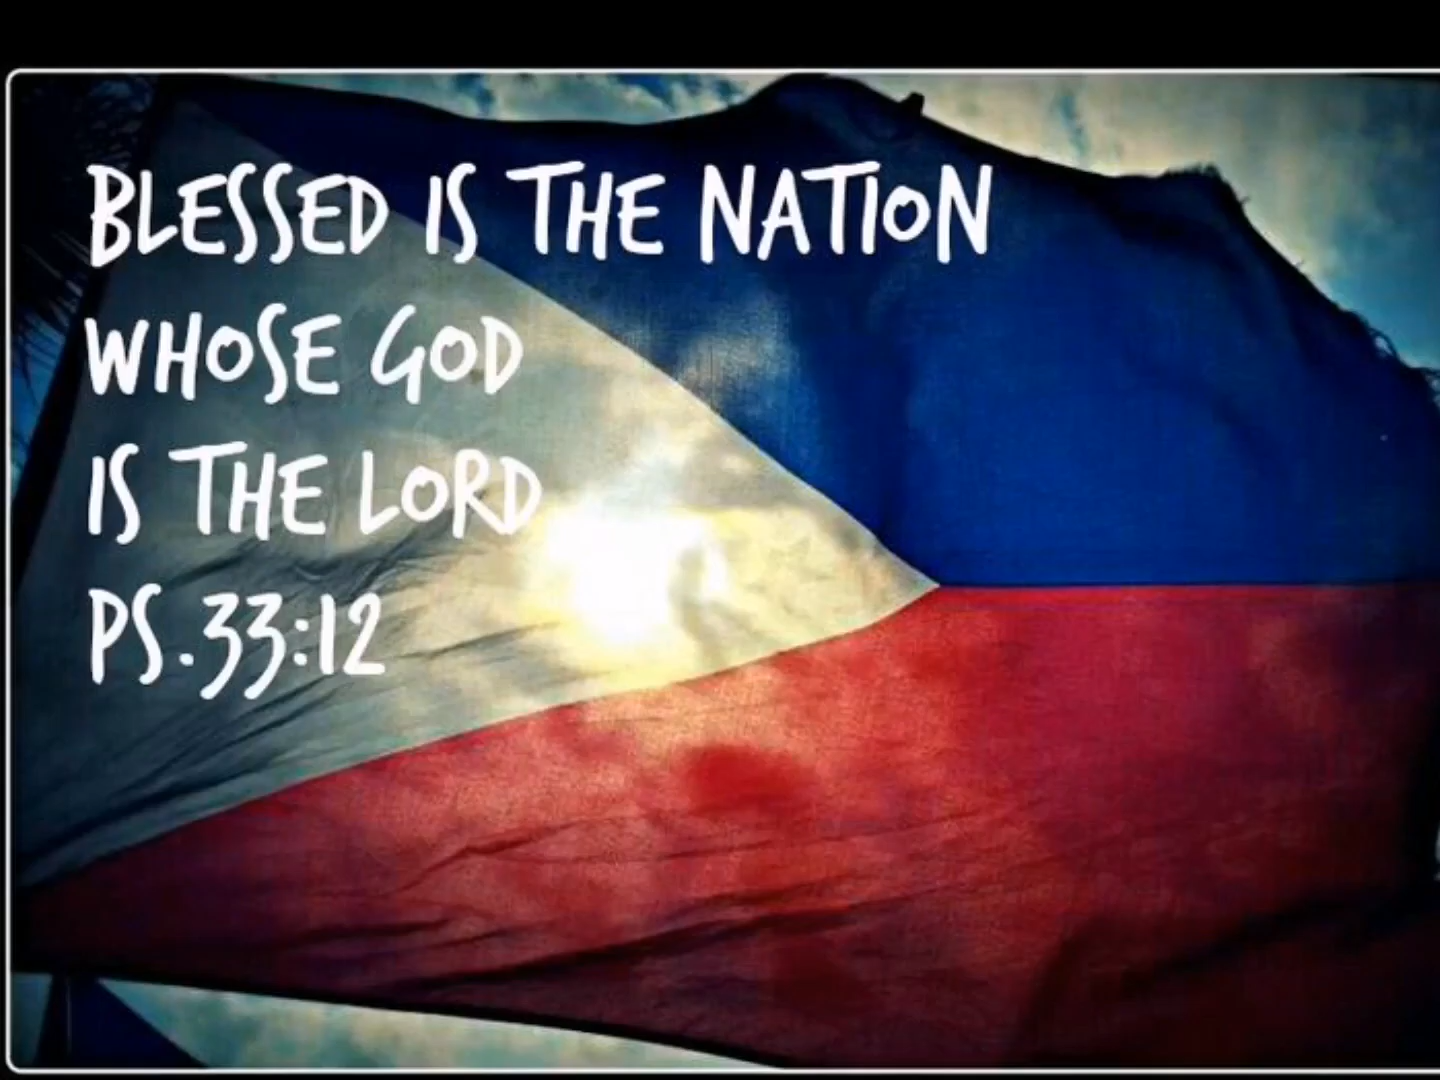 BLESSED IS THE NATION
WHOSE GOD
IS THE LORD
PS.33:12